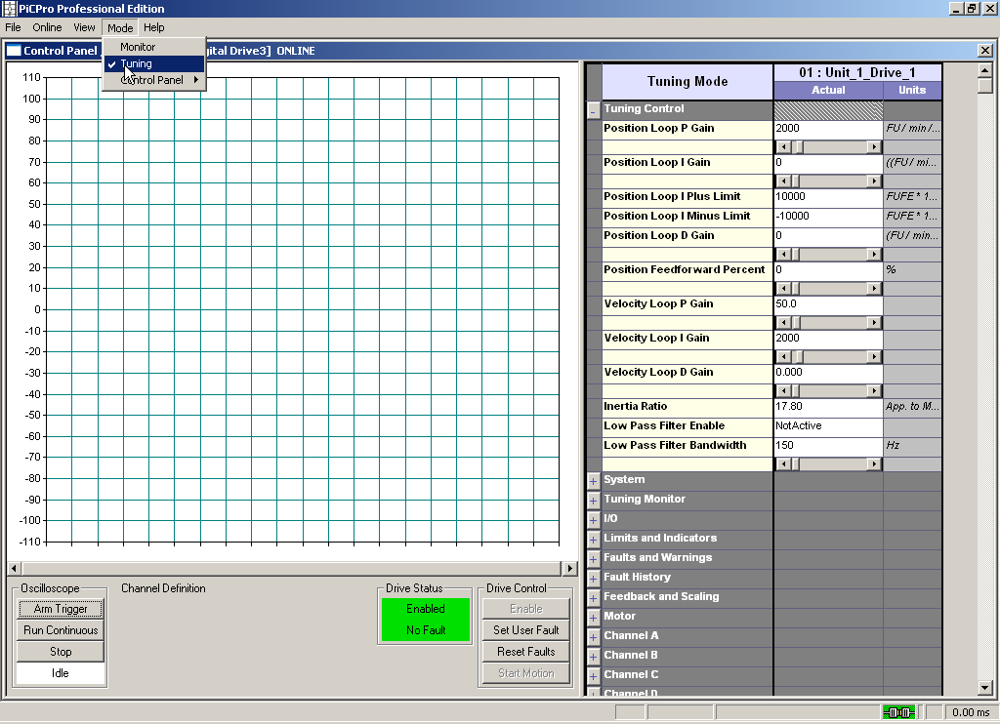 PiCPro Professional Edition
File Online View Mode Help
Monitor
Tuning
Control Panel
Control Panel
gital Drive3] ONLINE
110
100
90
80
70
60
50
40
30
20
10
0
-10
-20
-30
-40
-50
-60
-70
-80
-90
-100
-110
Tuning Mode
01 : Unit_1_Drive_1
Actual Units
Tuning Control
Position Loop P Gain 2000 FU / min /...
Position Loop I Gain 0 ((FU / mi...
Position Loop I Plus Limit 10000 FUFE * 1...
Position Loop I Minus Limit -10000 FUFE * 1...
Position Loop D Gain 0 (FU / min...
Position Feedforward Percent 0 %
Velocity Loop P Gain 50.0
Velocity Loop I Gain 2000
Velocity Loop D Gain 0.000
Inertia Ratio 17.80 App. to M...
Low Pass Filter Enable NotActive
Low Pass Filter Bandwidth 150 Hz
System
Tuning Monitor
I/O
Limits and Indicators
Faults and Warnings
Fault History
Feedback and Scaling
Motor
Channel A
Channel B
Channel C
Channel D
Oscilloscope
Arm Trigger
Run Continuous
Stop
Idle
Channel Definition
Drive Status
Enabled
No Fault
Drive Control
Enable
Set User Fault
Reset Faults
Start Motion
0.00 ms